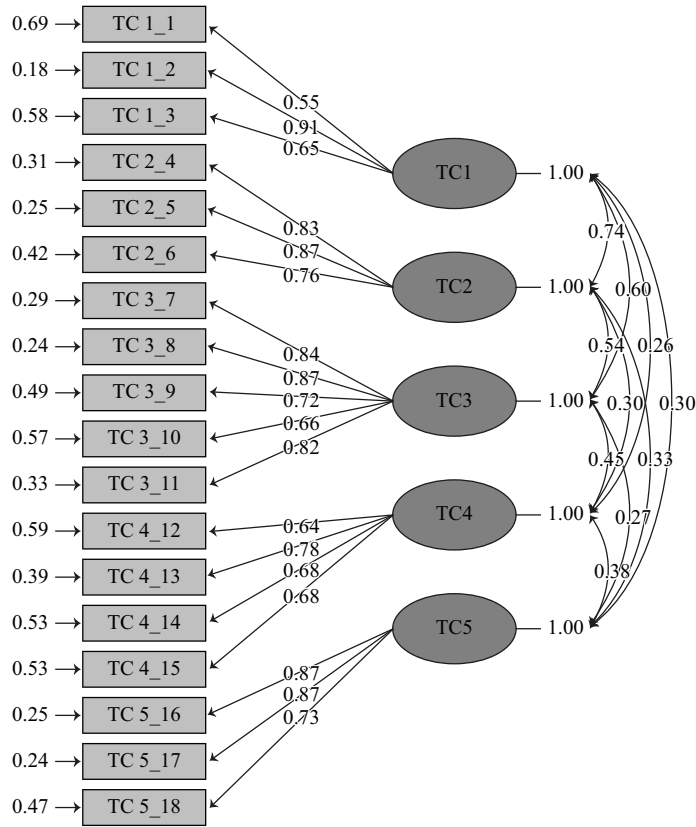 0.69 TC 1_1
0.18 TC 1_2
0.58 TC 1_3
0.31 TC 2_4
0.25 TC 2_5
0.42 TC 2_6
0.29 TC 3_7
0.24 TC 3_8
0.49 TC 3_9
0.57 TC 3_10
0.33 TC 3_11
0.59 TC 4_12
0.39 TC 4_13
0.53 TC 4_14
0.53 TC 4_15
0.25 TC 5_16
0.24 TC 5_17
0.47 TC 5_18
0.55
0.91
0.65
0.83
0.87
0.76
0.84
0.87
0.72
0.66
0.82
0.64
0.78
0.68
0.68
0.87
0.87
0.73
TC1 1.00
TC2 1.00
TC3 1.00
TC4 1.00
TC5 1.00
0.74
0.60
0.54 0.26
0.30 0.30
0.45 0.33
0.27
0.38